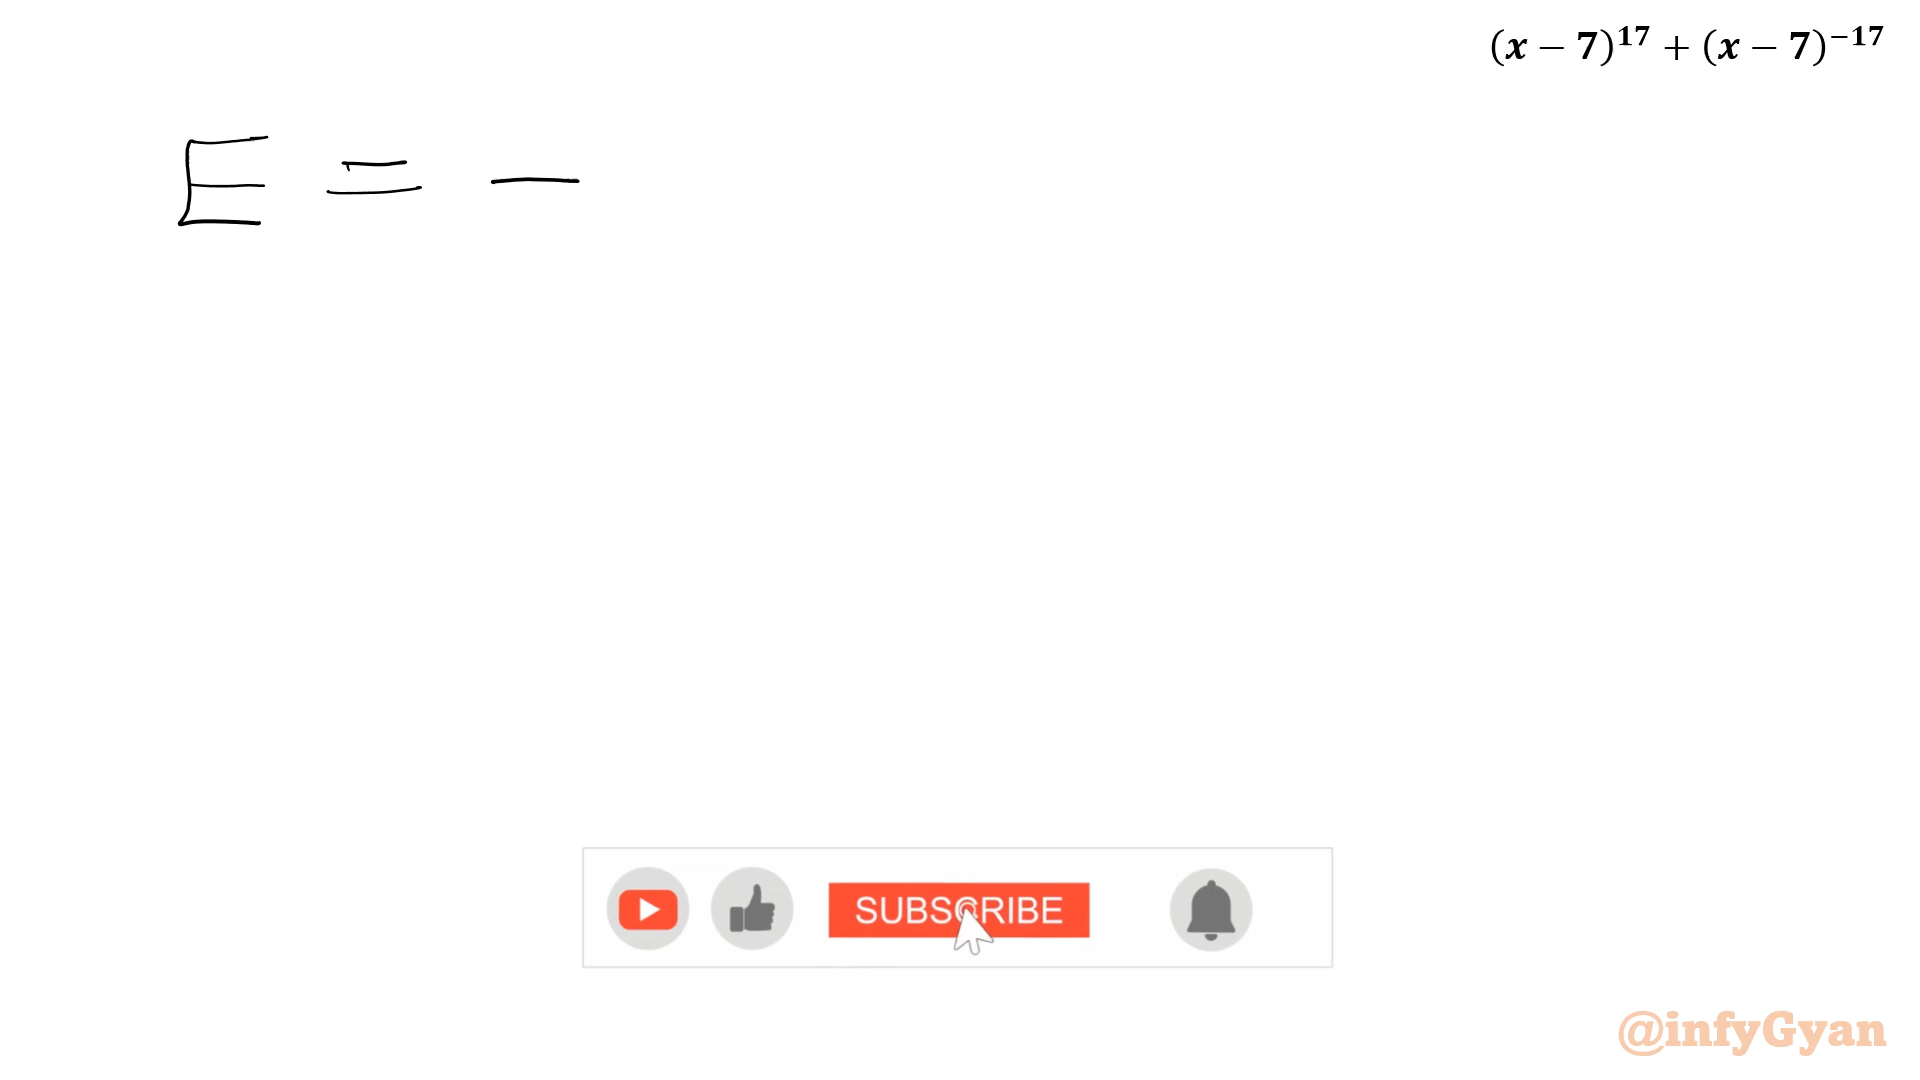 (x − 7)¹⁷ + (x − 7)⁻¹⁷
E = −
SUBSCRIBE
@infyGyan